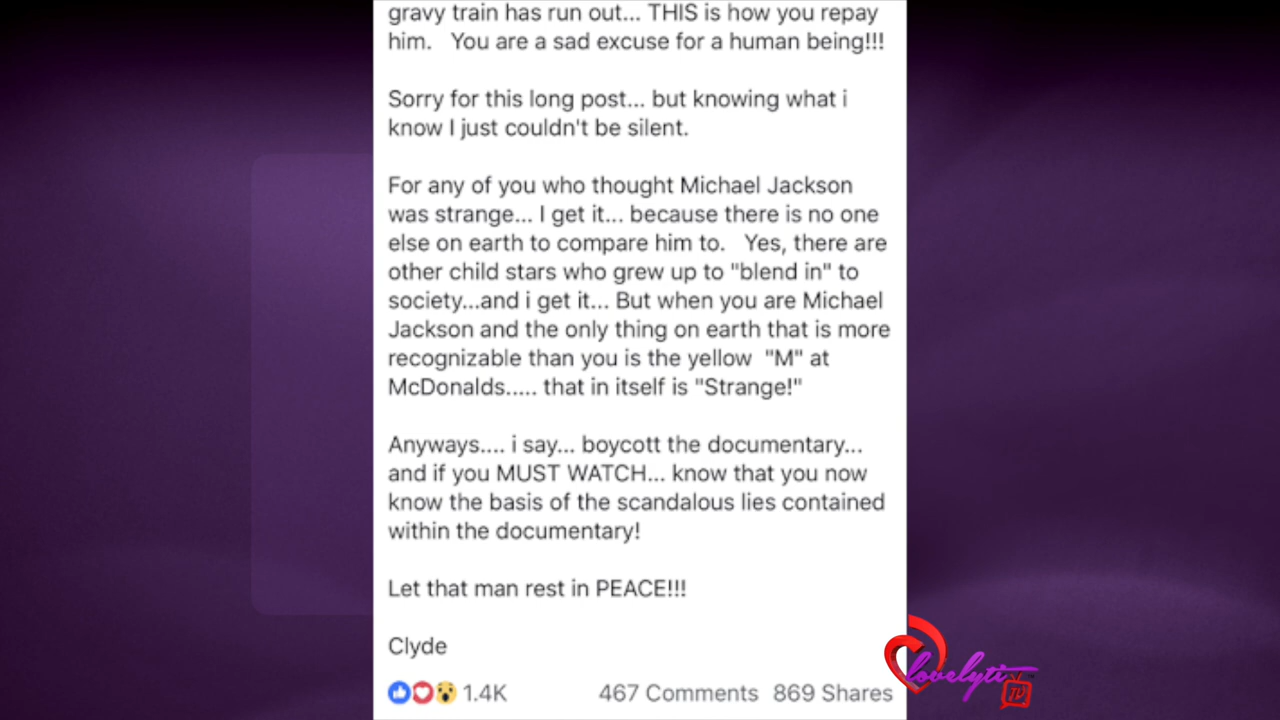 gravy train has run out... THIS is how you repay
him.   You are a sad excuse for a human being!!!
Sorry for this long post... but knowing what i
know I just couldn't be silent.
For any of you who thought Michael Jackson
was strange... I get it... because there is no one
else on earth to compare him to.   Yes, there are
other child stars who grew up to "blend in" to
society...and i get it... But when you are Michael
Jackson and the only thing on earth that is more
recognizable than you is the yellow  "M" at
McDonalds..... that in itself is "Strange!"
Anyways.... i say... boycott the documentary...
and if you MUST WATCH... know that you now
know the basis of the scandalous lies contained
within the documentary!
Let that man rest in PEACE!!!
Clyde
1.4K 467 Comments 869 Shares
lovelyti
TV